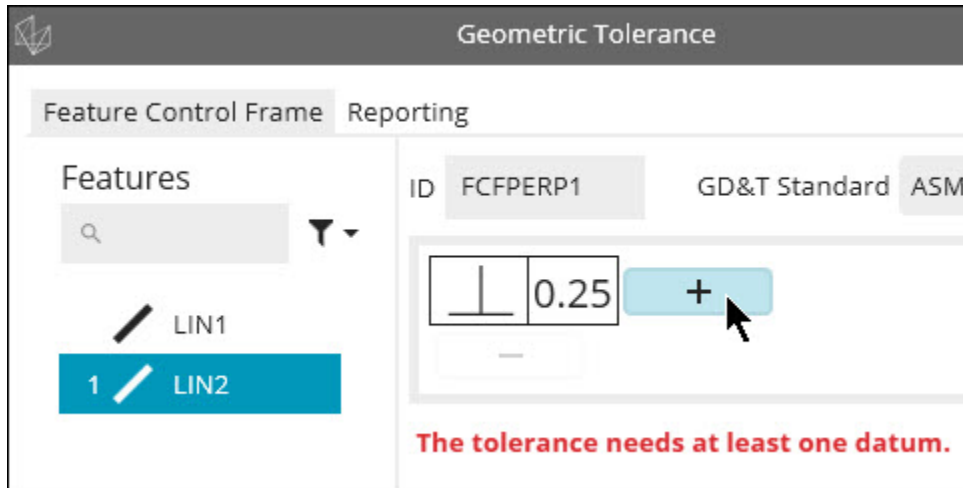 Geometric Tolerance
Feature Control Frame Reporting
Features
ID FCFPERP1 GD&T Standard ASM
LIN1
1 LIN2
⊥ 0.25 +
−
The tolerance needs at least one datum.